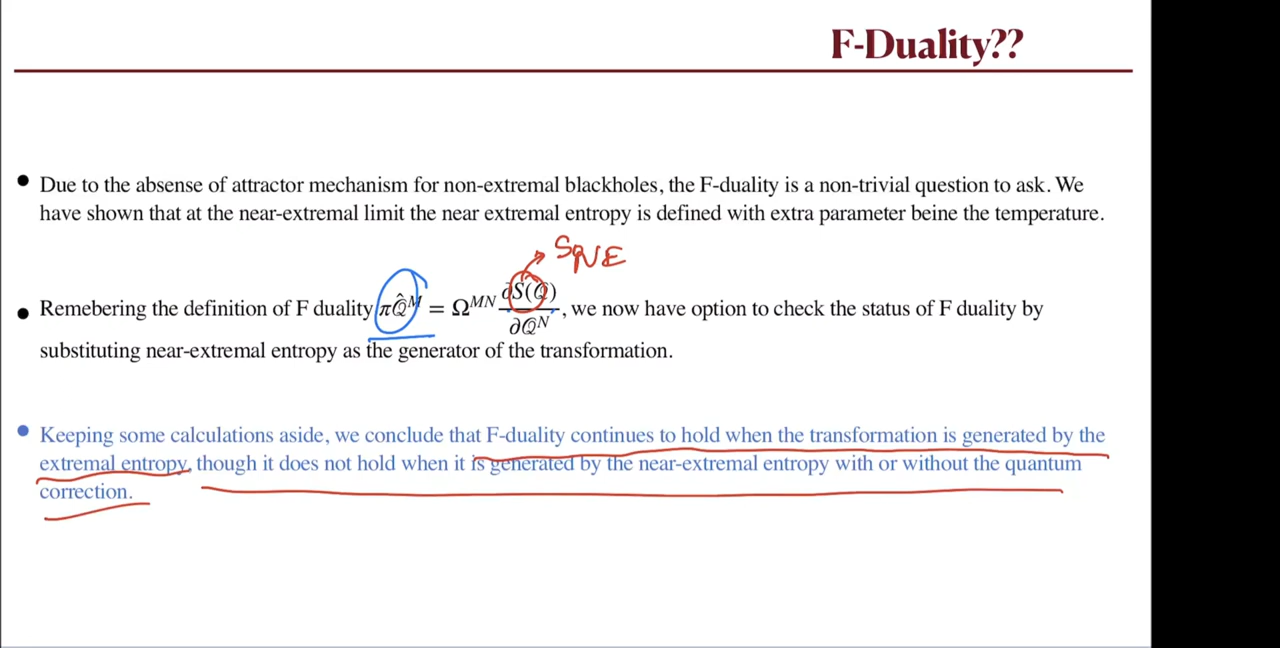 F-Duality??
• Due to the absense of attractor mechanism for non-extremal blackholes, the F-duality is a non-trivial question to ask. We
have shown that at the near-extremal limit the near extremal entropy is defined with extra parameter beine the temperature.
SNE
• Remebering the definition of F duality πQ̂^M = Ω^{MN} ∂S(Q)/∂Q^N, we now have option to check the status of F duality by
substituting near-extremal entropy as the generator of the transformation.
• Keeping some calculations aside, we conclude that F-duality continues to hold when the transformation is generated by the
extremal entropy, though it does not hold when it is generated by the near-extremal entropy with or without the quantum
correction.